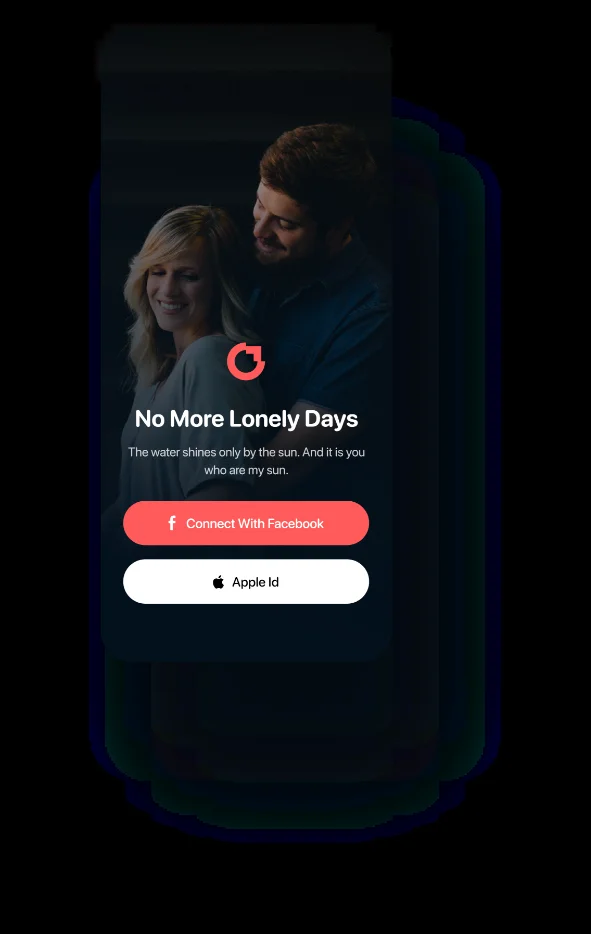 No More Lonely Days
The water shines only by the sun. And it is you
who are my sun.
Connect With Facebook
Apple Id